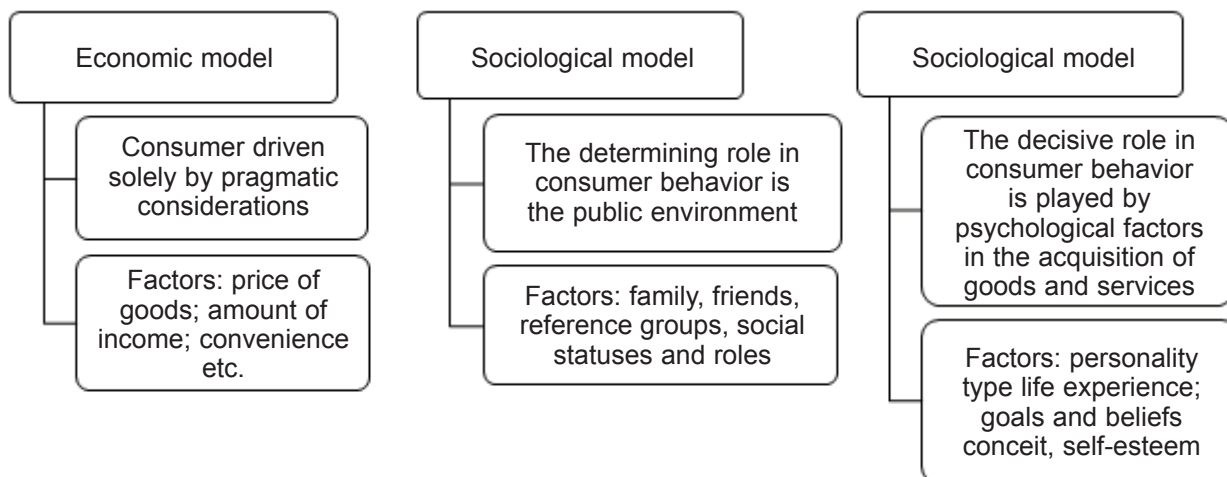 Economic model
Consumer driven
solely by pragmatic
considerations
Factors: price of
goods; amount of
income; convenience
etc.
Sociological model
The determining role in
consumer behavior is
the public environment
Factors: family, friends,
reference groups, social
statuses and roles
Sociological model
The decisive role in
consumer behavior
is played by
psychological factors
in the acquisition of
goods and services
Factors: personality
type life experience;
goals and beliefs
conceit, self-esteem